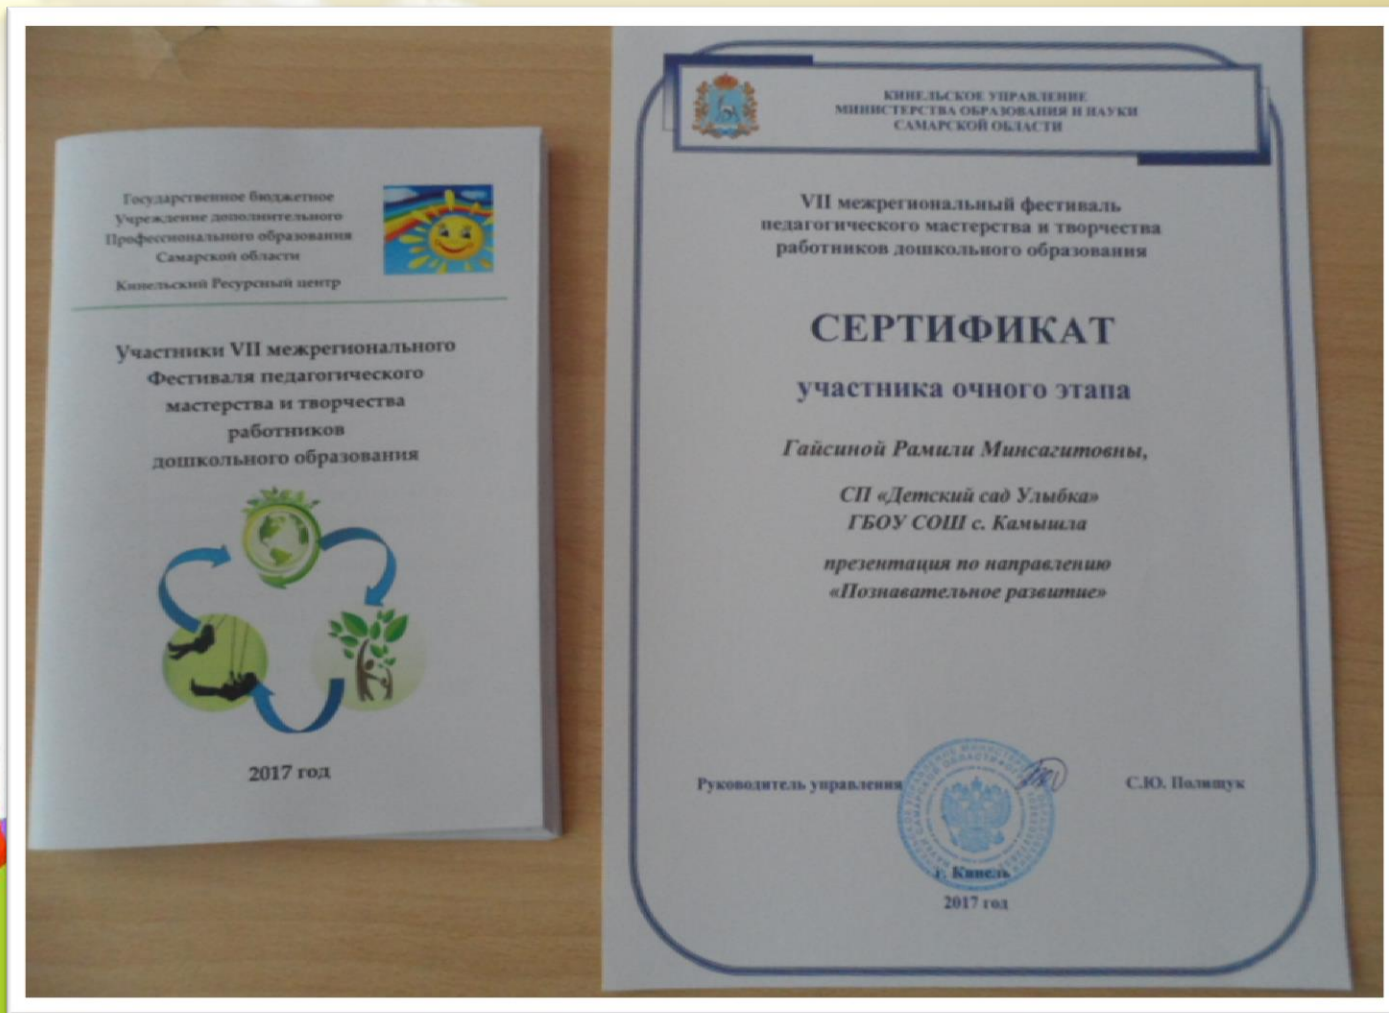 Государственное бюджетное
Учреждение дополнительного
Профессионального образования
Самарской области
Кинельский Ресурсный центр
Участники VII межрегионального
Фестиваля педагогического
мастерства и творчества
работников
дошкольного образования
2017 год
КИНЕЛЬСКОЕ УПРАВЛЕНИЕ
МИНИСТЕРСТВА ОБРАЗОВАНИЯ И НАУКИ
САМАРСКОЙ ОБЛАСТИ
VII межрегиональный фестиваль
педагогического мастерства и творчества
работников дошкольного образования
СЕРТИФИКАТ
участника очного этапа
Гайсиной Рамили Минсагитовны,
СП «Детский сад Улыбка»
ГБОУ СОШ с. Камышла
презентация по направлению
«Познавательное развитие»
Руководитель управления
С.Ю. Полищук
г. Кинель
2017 год